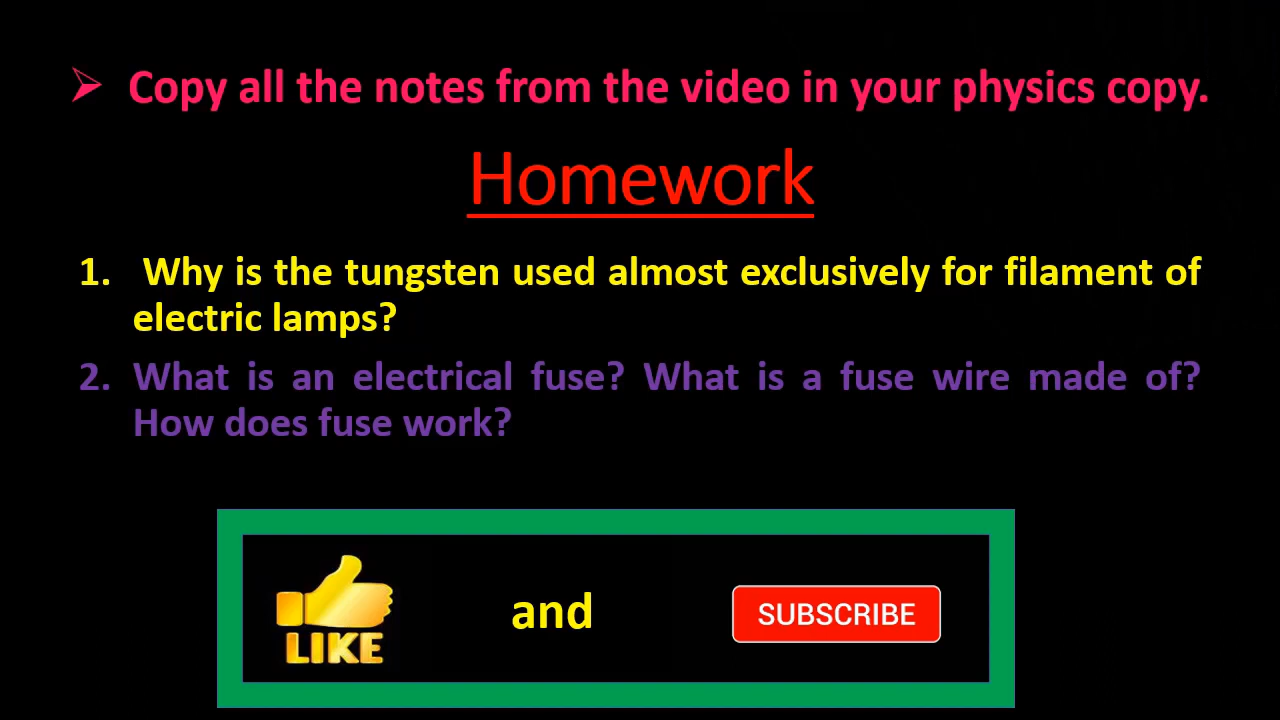 ➢ Copy all the notes from the video in your physics copy.
Homework
1. Why is the tungsten used almost exclusively for filament of
electric lamps?
2. What is an electrical fuse? What is a fuse wire made of?
How does fuse work?
LIKE and SUBSCRIBE